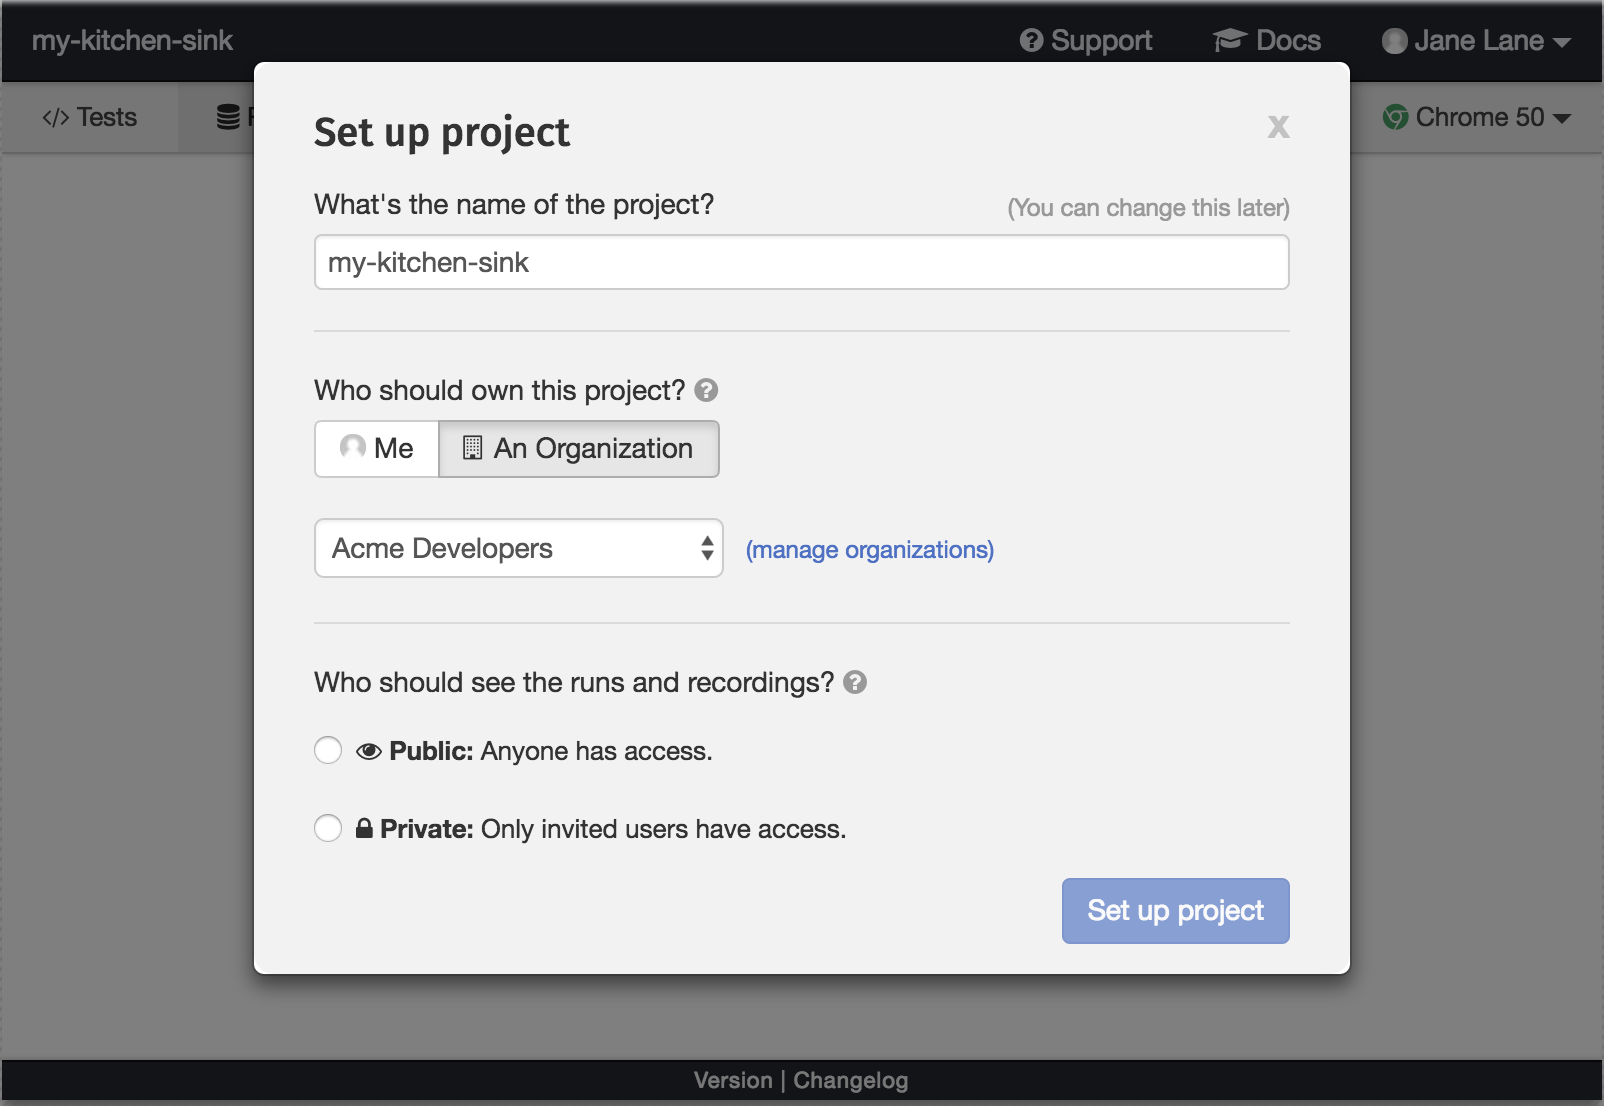 my-kitchen-sink
Support
Docs
Jane Lane
</> Tests
Chrome 50
Set up project
x
What's the name of the project?
(You can change this later)
my-kitchen-sink
Who should own this project? ?
Me
An Organization
Acme Developers
(manage organizations)
Who should see the runs and recordings? ?
Public: Anyone has access.
Private: Only invited users have access.
Set up project
Version | Changelog